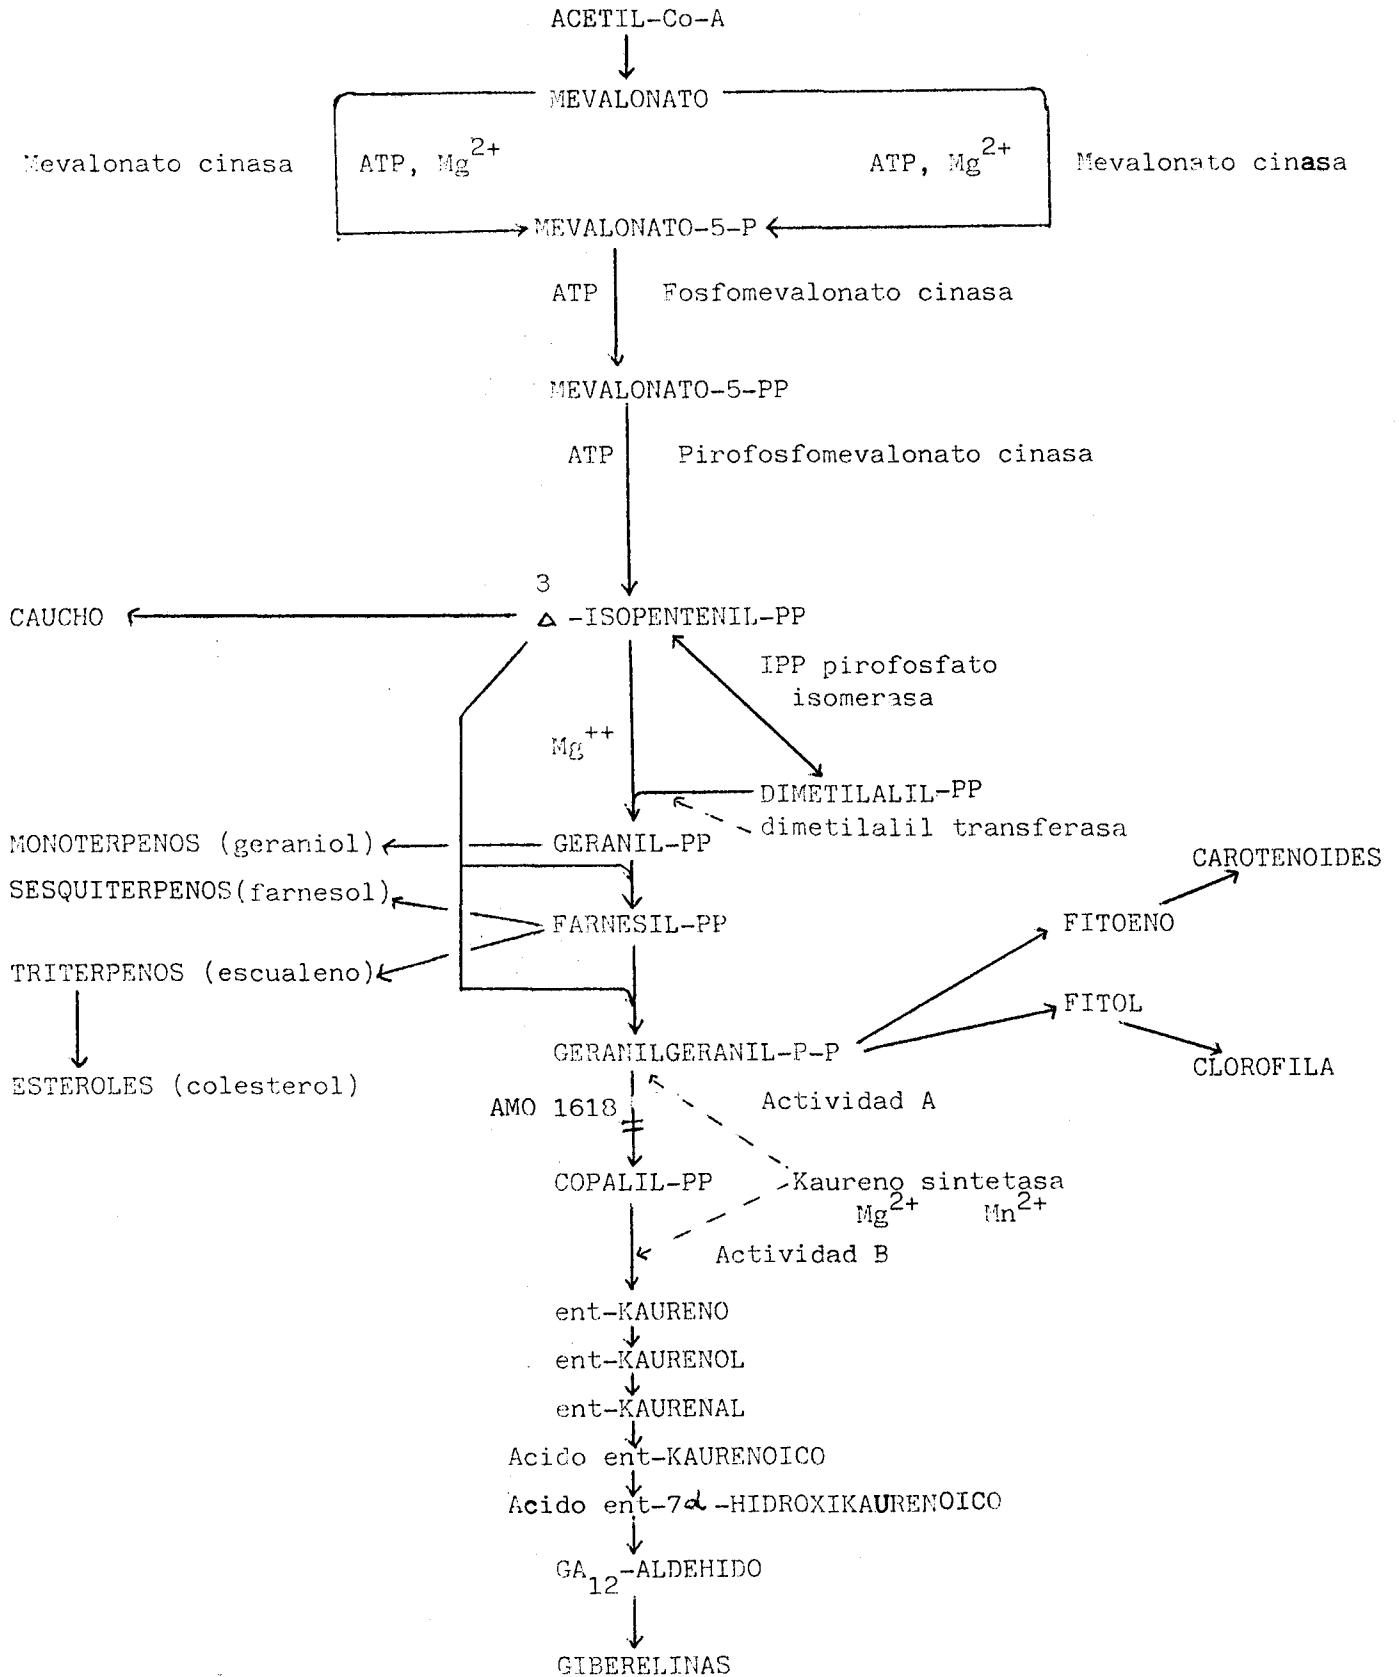 ACETIL-Co-A
MEVALONATO
Mevalonato cinasa ATP, Mg2+ ATP, Mg2+ Mevalonato cinasa
MEVALONATO-5-P
ATP Fosfomevalonato cinasa
MEVALONATO-5-PP
ATP Pirofosfomevalonato cinasa
3
CAUCHO Δ-ISOPENTENIL-PP
IPP pirofosfato
isomerasa
Mg++
DIMETILALIL-PP
dimetilalil transferasa
MONOTERPENOS (geraniol) GERANIL-PP
CAROTENOIDES
SESQUITERPENOS(farnesol)
FARNESIL-PP FITOENO
TRITERPENOS (escualeno)
FITOL
GERANILGERANIL-P-P
CLOROFILA
ESTEROLES (colesterol)
AMO 1618 Actividad A
COPALIL-PP Kaureno sintetasa
Mg2+ Mn2+
Actividad B
ent-KAURENO
ent-KAURENOL
ent-KAURENAL
Acido ent-KAURENOICO
Acido ent-7α-HIDROXIKAURENOICO
GA12-ALDEHIDO
GIBERELINAS